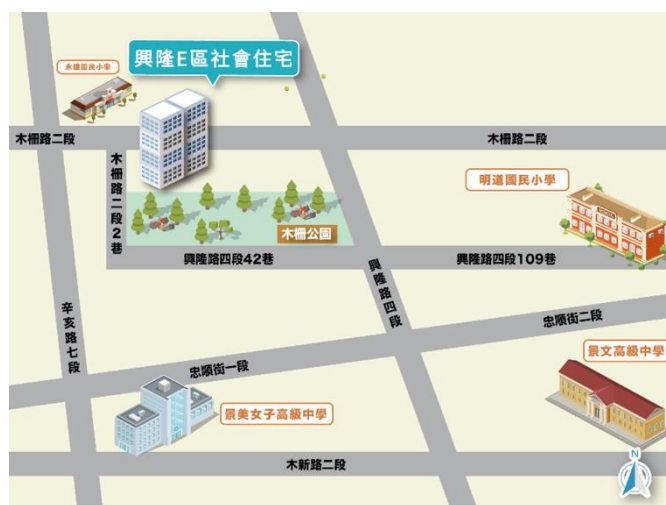 興隆E區社會住宅
永建國民小學
木柵路二段
木柵路二段
木柵路二段2巷
明道國民小學
木柵公園
興隆路四段42巷
興隆路四段109巷
興隆路四段
辛亥路七段
忠順街二段
忠順街一段
景文高級中學
景美女子高級中學
木新路二段
N